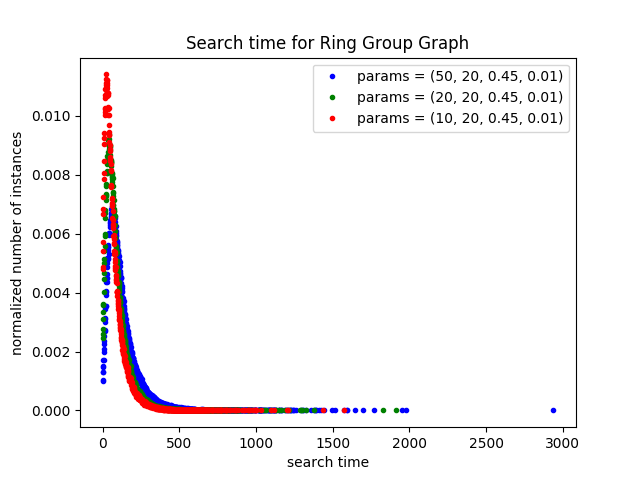 Search time for Ring Group Graph
params = (50, 20, 0.45, 0.01)
params = (20, 20, 0.45, 0.01)
params = (10, 20, 0.45, 0.01)
normalized number of instances
0.010
0.008
0.006
0.004
0.002
0.000
0 500 1000 1500 2000 2500 3000
search time